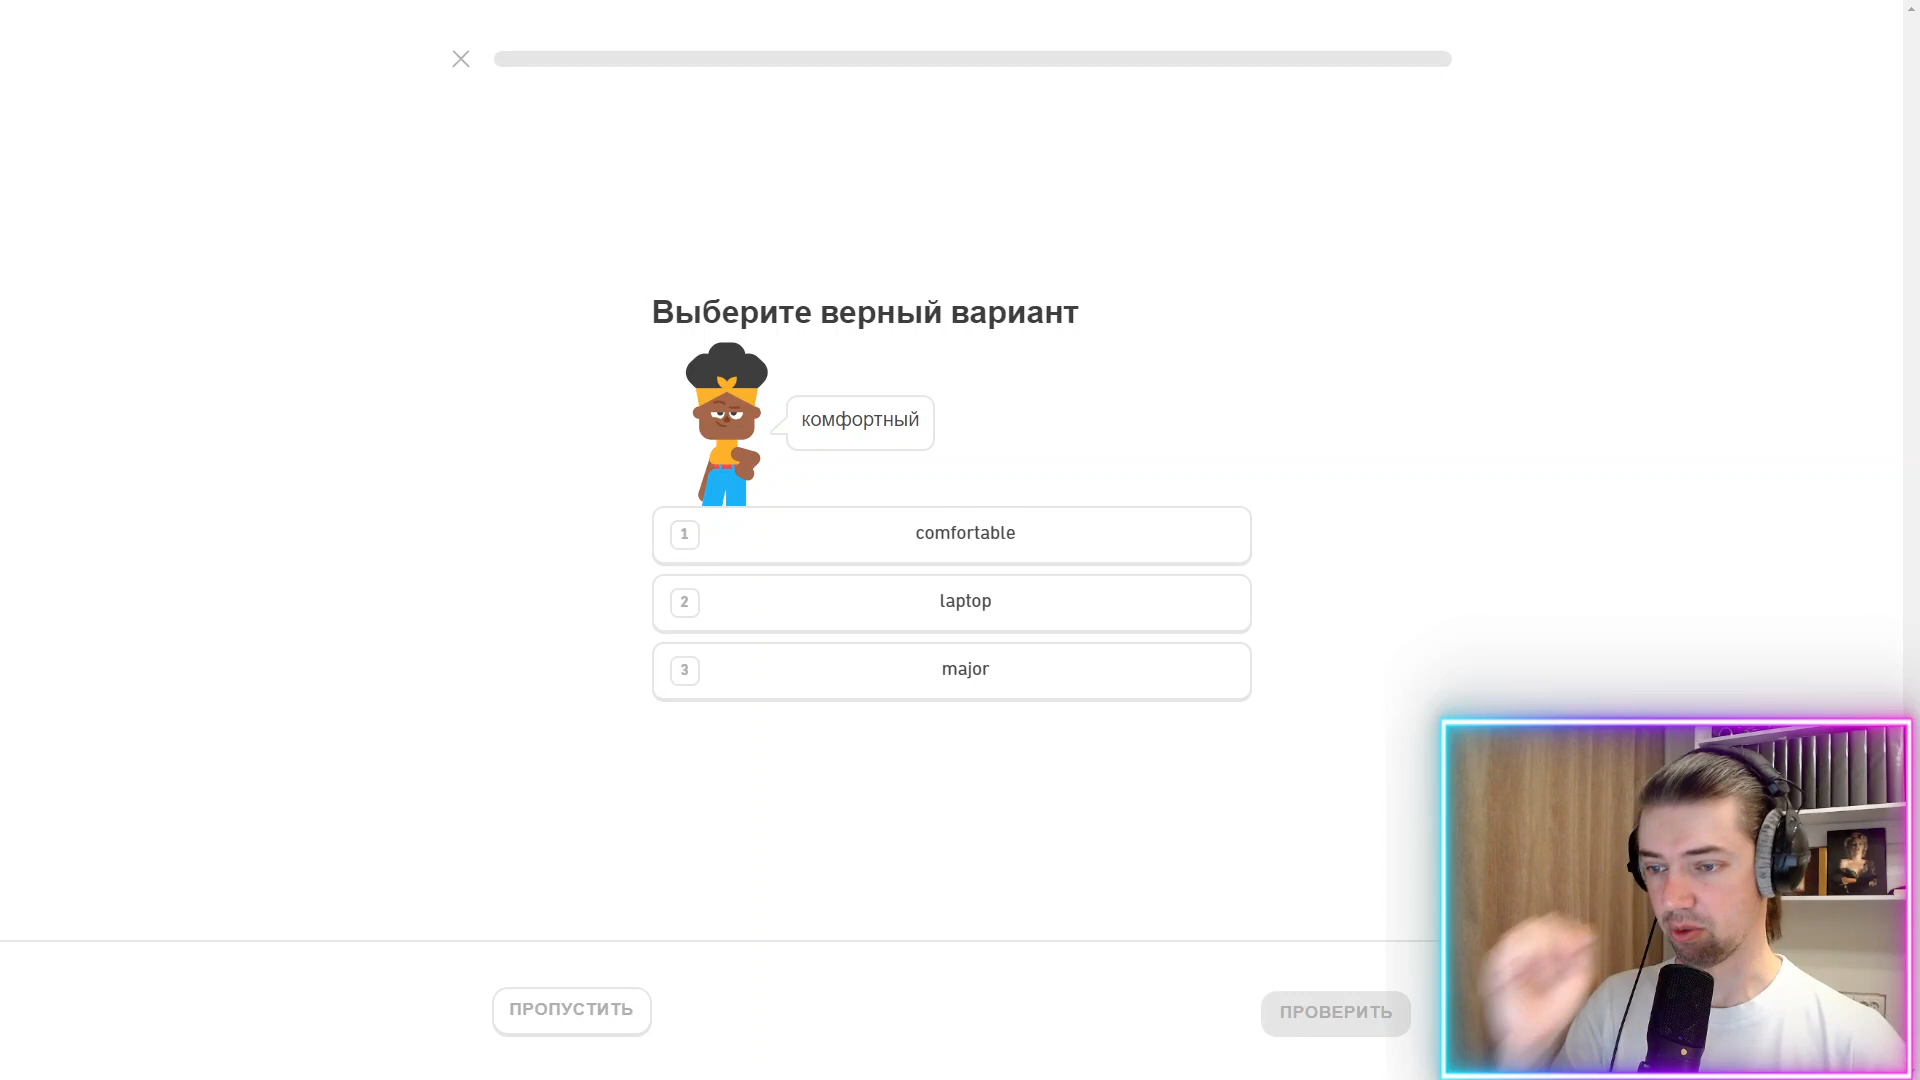 Выберите верный вариант
комфортный
1 comfortable
2 laptop
3 major
ПРОПУСТИТЬ
ПРОВЕРИТЬ